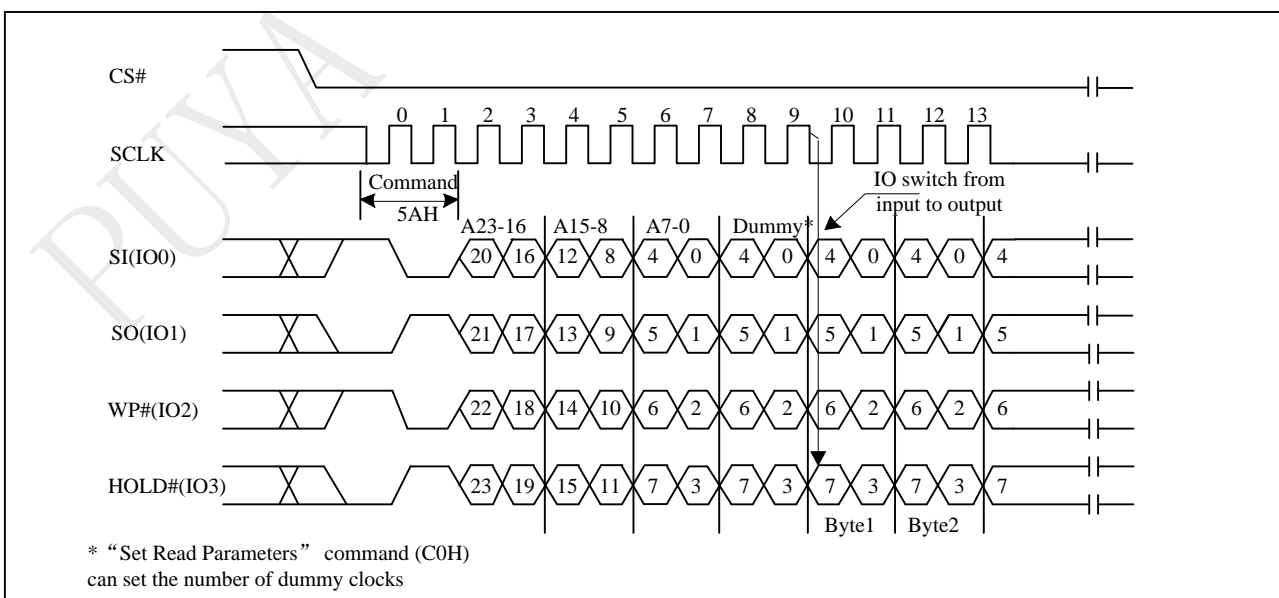 PUYA
CS#
0 1 2 3 4 5 6 7 8 9 10 11 12 13
SCLK
Command
5AH
IO switch from
input to output
A23-16 A15-8 A7-0 Dummy*
SI(IO0) 20 16 12 8 4 0 4 0 4 0 4 0 4
SO(IO1) 21 17 13 9 5 1 5 1 5 1 5 1 5
WP#(IO2) 22 18 14 10 6 2 6 2 6 2 6 2 6
HOLD#(IO3) 23 19 15 11 7 3 7 3 7 3 7 3 7
Byte1 Byte2
* “Set Read Parameters” command (C0H)
can set the number of dummy clocks